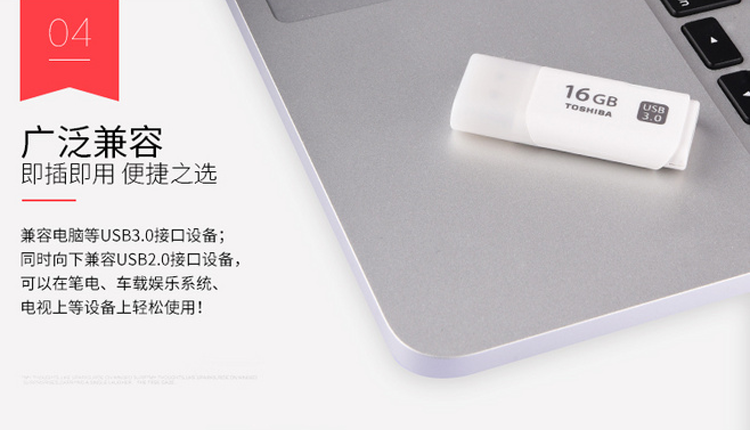 04
广泛兼容
即插即用 便捷之选
兼容电脑等USB3.0接口设备；
同时向下兼容USB2.0接口设备，
可以在笔电、车载娱乐系统、
电视上等设备上轻松使用！
16GB
TOSHIBA
USB
3.0